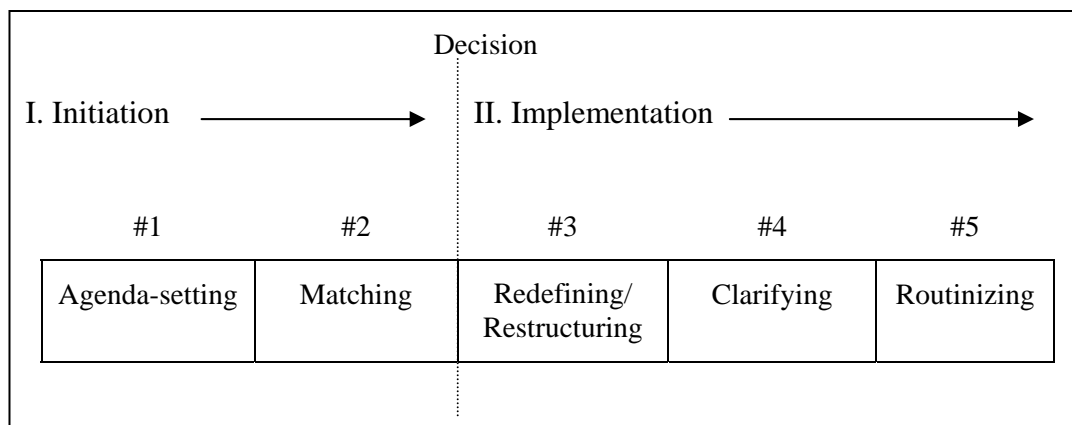 Decision
I. Initiation
II. Implementation
#1
#2
#3
#4
#5
Agenda-setting
Matching
Redefining/
Restructuring
Clarifying
Routinizing